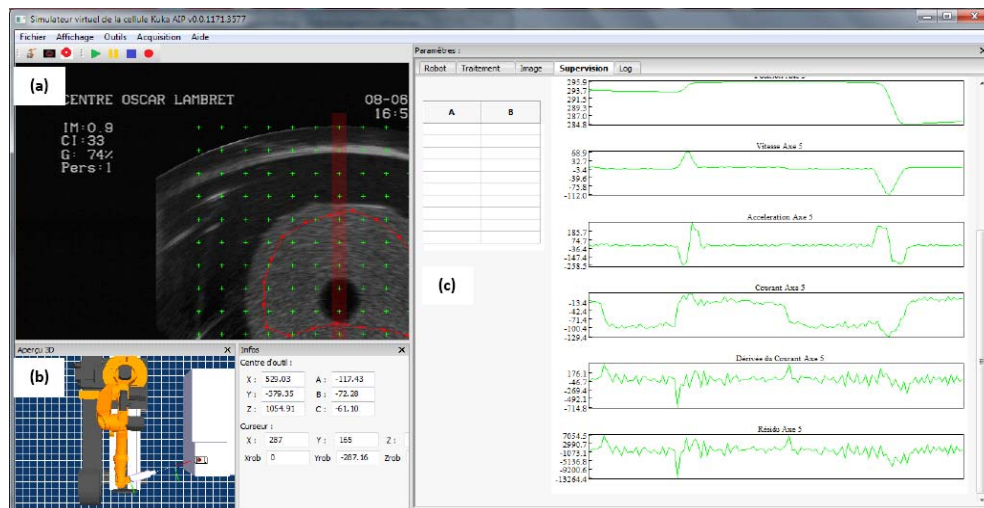 Simulateur virtuel de la cellule Kuka AIP v0.0.1171.3577
Fichier Affichage Outils Acquisition Aide
(a)
CENTRE OSCAR LAMBRET
08-06
16:5
IM:0.9
CI:33
G: 74%
Pers:1
Aperçu 3D
(b)
Infos
Centre d'outil :
X : 529.03 A : -117.43
Y : -379.35 B : -72.28
Z : 1054.91 C : -61.10
Curseur :
X : 287 Y : 165 Z :
Xrob 0 Yrob -287.16 Zrob
Paramètres :
Robot Traitement Image Supervision Log
A B
(c)
295.9
293.7
291.5
289.3
287.0
284.8
Vitesse Axe 5
68.9
32.7
-3.4
-39.6
-75.8
-112.0
Acceleration Axe 5
185.7
74.7
-36.4
-147.4
-258.5
Courant Axe 5
-13.4
-42.4
-71.4
-100.4
-129.4
Dérivée du Courant Axe 5
176.1
-46.7
-269.4
-492.1
-714.8
Résido Axe 5
7054.5
2990.7
-1073.1
-5136.8
-9200.6
-13264.4